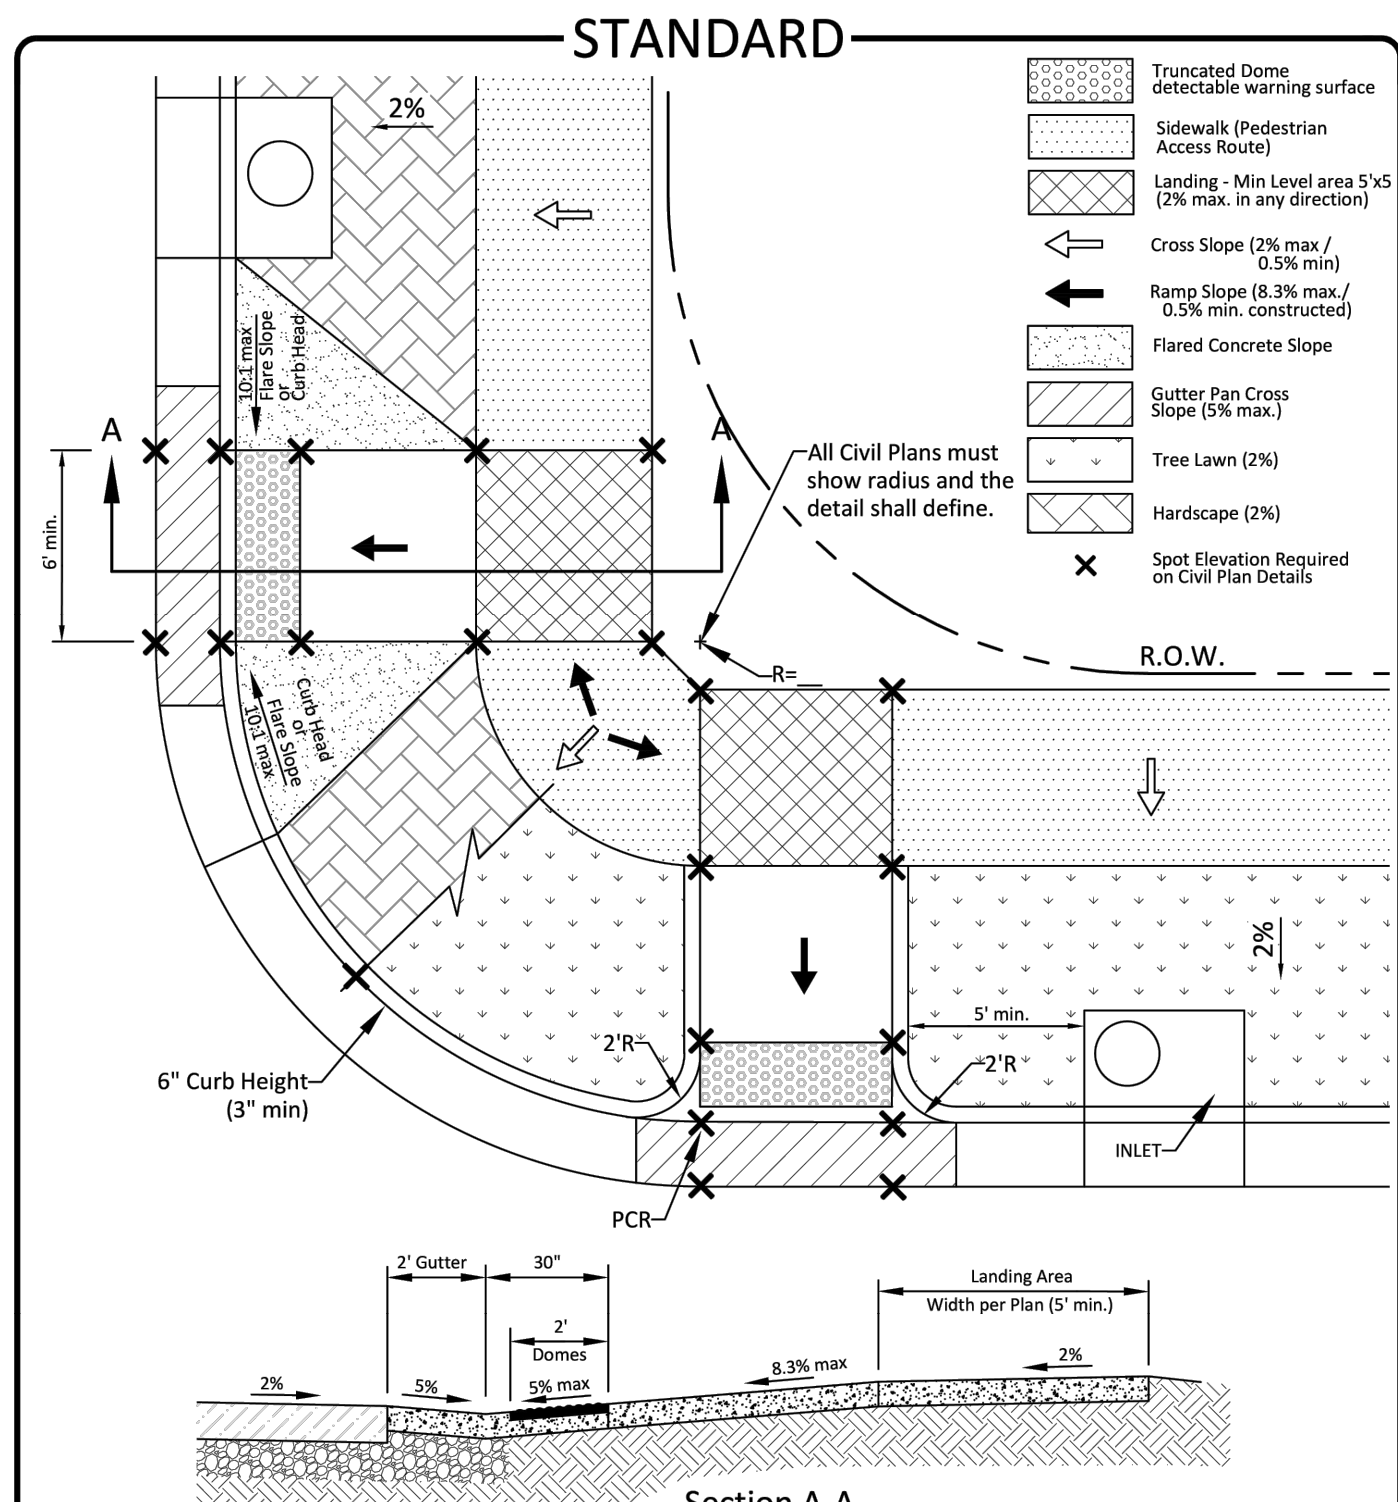 STANDARD
Truncated Dome
detectable warning surface
Sidewalk (Pedestrian
Access Route)
Landing - Min Level area 5'x5
(2% max. in any direction)
Cross Slope (2% max /
0.5% min)
Ramp Slope (8.3% max./
0.5% min. constructed)
Flared Concrete Slope
Gutter Pan Cross
Slope (5% max.)
Tree Lawn (2%)
Hardscape (2%)
Spot Elevation Required
on Civil Plan Details
2%
10:1 max
Flare Slope
or
Curb Head
A
A
6' min.
All Civil Plans must
show radius and the
detail shall define.
R=__
R.O.W.
Curb Head
or
Flare Slope
10:1 max
2%
5' min.
2'R
2'R
6" Curb Height
(3" min)
INLET
PCR
2' Gutter
30"
Landing Area
Width per Plan (5' min.)
2'
Domes
2%
5%
5% max
8.3% max
2%
Section A-A